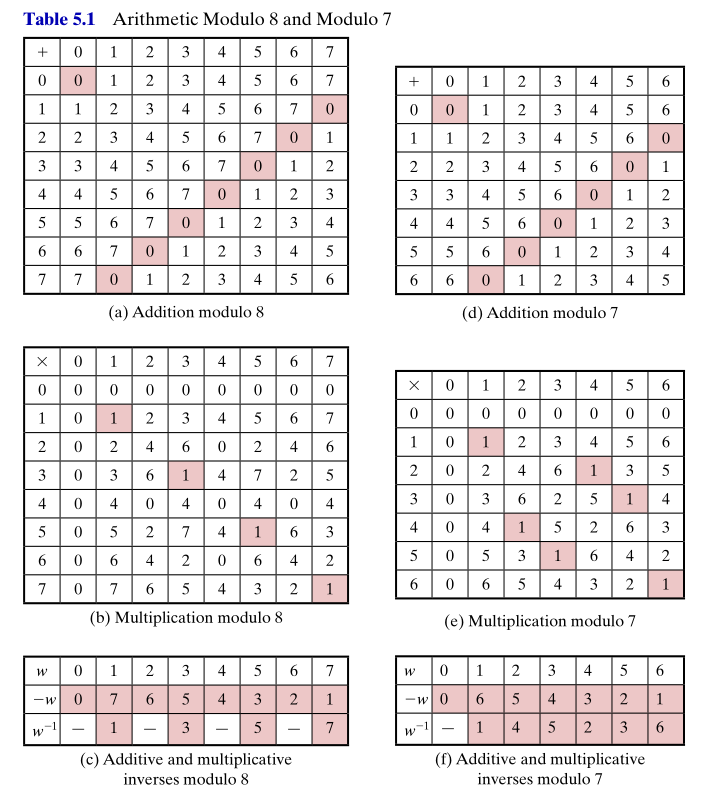 Table 5.1 Arithmetic Modulo 8 and Modulo 7
+ 0 1 2 3 4 5 6 7
0 0 1 2 3 4 5 6 7
1 1 2 3 4 5 6 7 0
2 2 3 4 5 6 7 0 1
3 3 4 5 6 7 0 1 2
4 4 5 6 7 0 1 2 3
5 5 6 7 0 1 2 3 4
6 6 7 0 1 2 3 4 5
7 7 0 1 2 3 4 5 6
(a) Addition modulo 8
+ 0 1 2 3 4 5 6
0 0 1 2 3 4 5 6
1 1 2 3 4 5 6 0
2 2 3 4 5 6 0 1
3 3 4 5 6 0 1 2
4 4 5 6 0 1 2 3
5 5 6 0 1 2 3 4
6 6 0 1 2 3 4 5
(d) Addition modulo 7
× 0 1 2 3 4 5 6 7
0 0 0 0 0 0 0 0 0
1 0 1 2 3 4 5 6 7
2 0 2 4 6 0 2 4 6
3 0 3 6 1 4 7 2 5
4 0 4 0 4 0 4 0 4
5 0 5 2 7 4 1 6 3
6 0 6 4 2 0 6 4 2
7 0 7 6 5 4 3 2 1
(b) Multiplication modulo 8
× 0 1 2 3 4 5 6
0 0 0 0 0 0 0 0
1 0 1 2 3 4 5 6
2 0 2 4 6 1 3 5
3 0 3 6 2 5 1 4
4 0 4 1 5 2 6 3
5 0 5 3 1 6 4 2
6 0 6 5 4 3 2 1
(e) Multiplication modulo 7
w 0 1 2 3 4 5 6 7
−w 0 7 6 5 4 3 2 1
w⁻¹ — 1 — 3 — 5 — 7
(c) Additive and multiplicative
inverses modulo 8
w 0 1 2 3 4 5 6
−w 0 6 5 4 3 2 1
w⁻¹ — 1 4 5 2 3 6
(f) Additive and multiplicative
inverses modulo 7